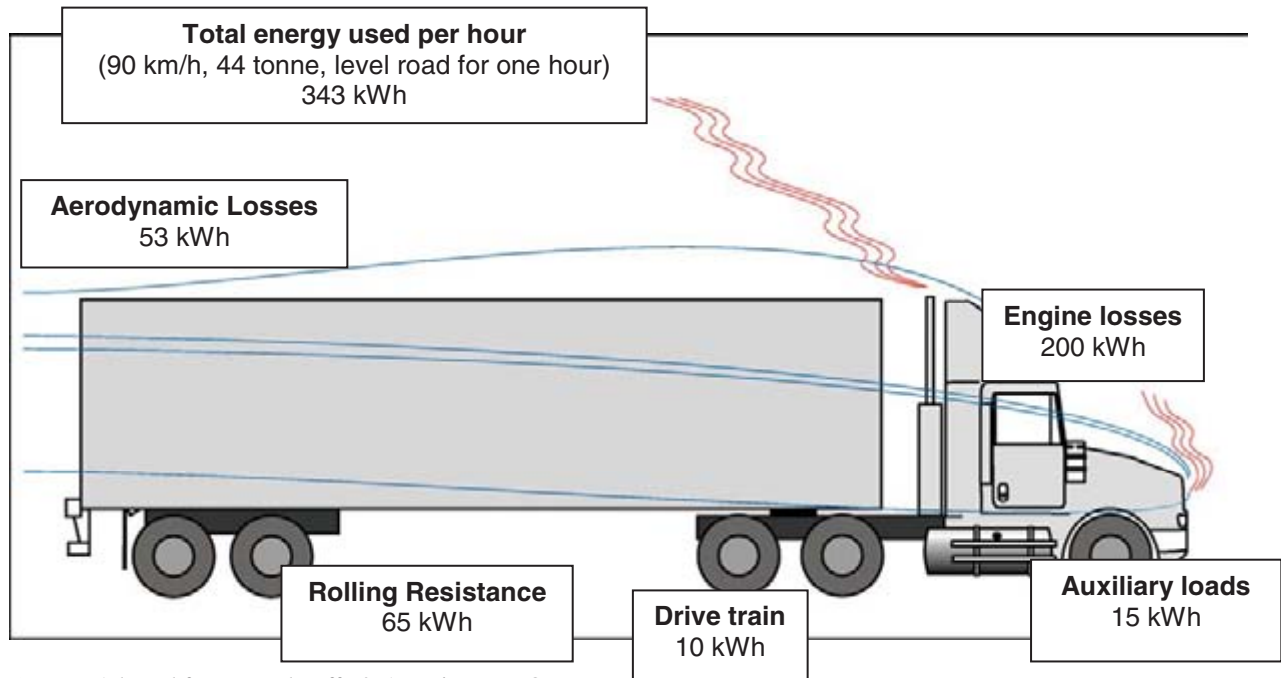 Total energy used per hour
(90 km/h, 44 tonne, level road for one hour)
343 kWh
Aerodynamic Losses
53 kWh
Engine losses
200 kWh
Rolling Resistance
65 kWh
Drive train
10 kWh
Auxiliary loads
15 kWh